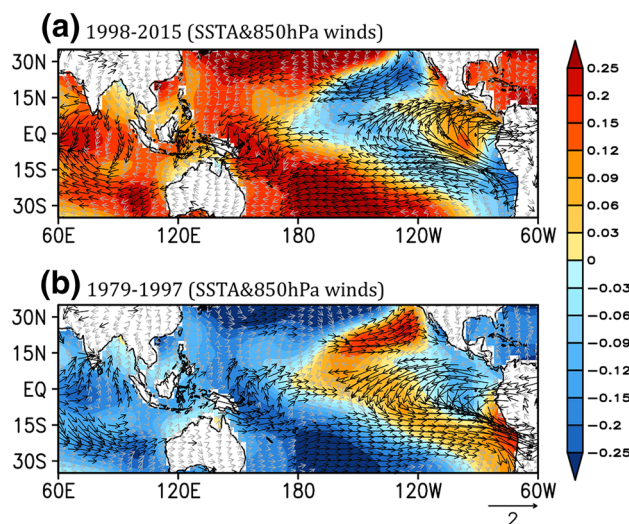 (a) 1998-2015 (SSTA&850hPa winds)
30N
15N
EQ
15S
30S
60E 120E 180 120W 60W
(b) 1979-1997 (SSTA&850hPa winds)
30N
15N
EQ
15S
30S
60E 120E 180 120W 60W
2
0.25
0.2
0.15
0.12
0.09
0.06
0.03
0
-0.03
-0.06
-0.09
-0.12
-0.15
-0.2
-0.25